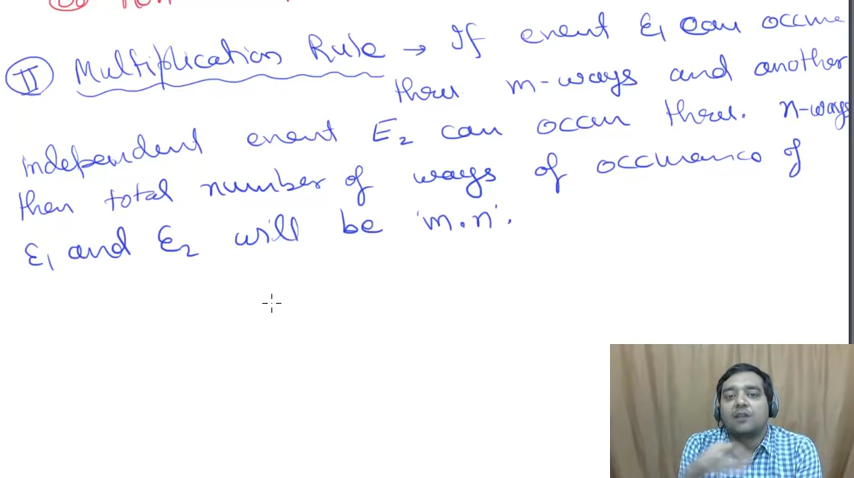 II Multiplication Rule → If event E1 can occur
thru m-ways and another
independent event E2 can occur thru. n-ways
then total number of ways of occurance of
E1 and E2 will be 'm.n'.